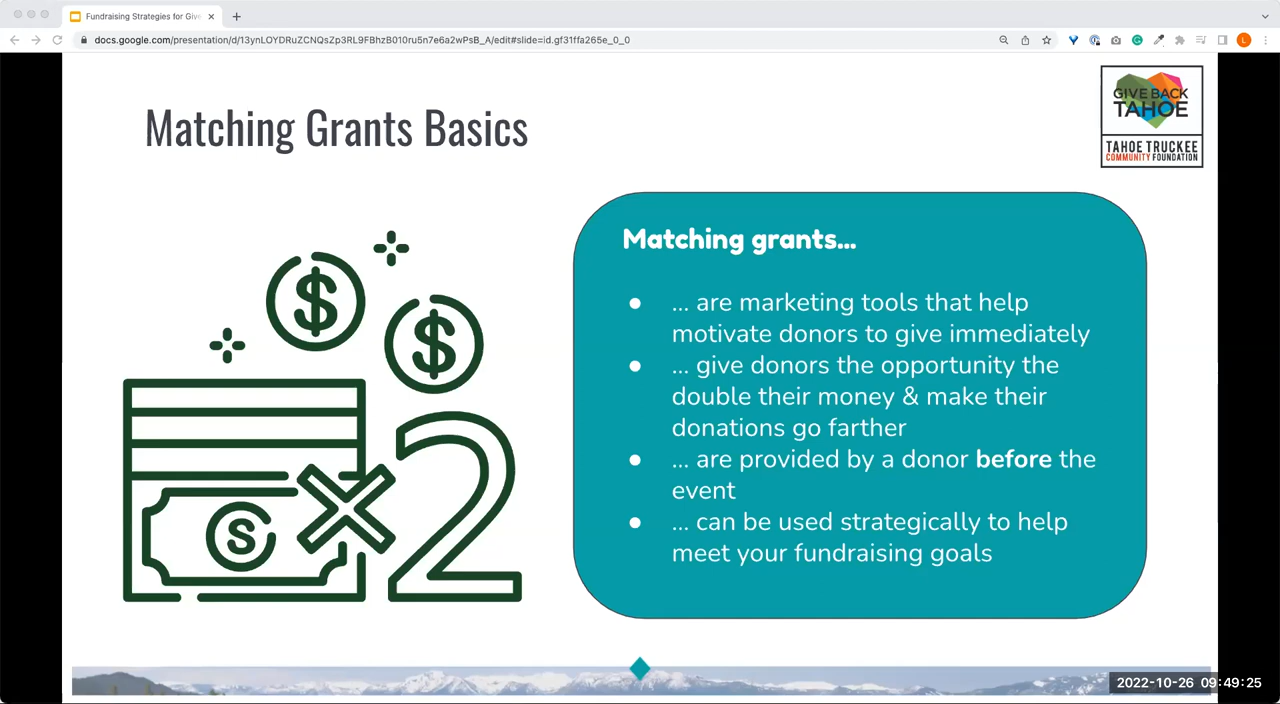 Fundraising Strategies for Give
docs.google.com/presentation/d/13ynLOYDRuZCNQsZp3RL9FBhzB010ru5n7e6a2wPsB_A/edit#slide=id.gf31ffa265e_0_0
L
GIVE BACK
TAHOE
TAHOE TRUCKEE
COMMUNITY FOUNDATION
Matching Grants Basics
Matching grants...
● ... are marketing tools that help
motivate donors to give immediately
● ... give donors the opportunity the
double their money & make their
donations go farther
● ... are provided by a donor before the
event
● ... can be used strategically to help
meet your fundraising goals
$
$
S
×2
2022-10-26 09:49:25